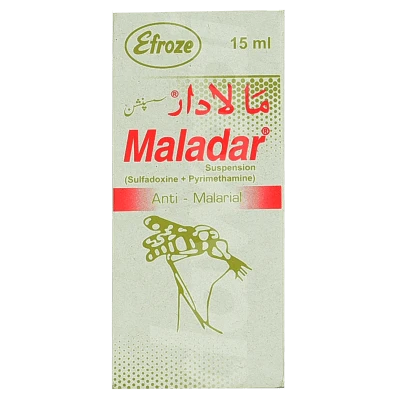 Efroze
15 ml
مالادار® سسپنشن
Maladar®
Suspension
(Sulfadoxine + Pyrimethamine)
Anti - Malarial